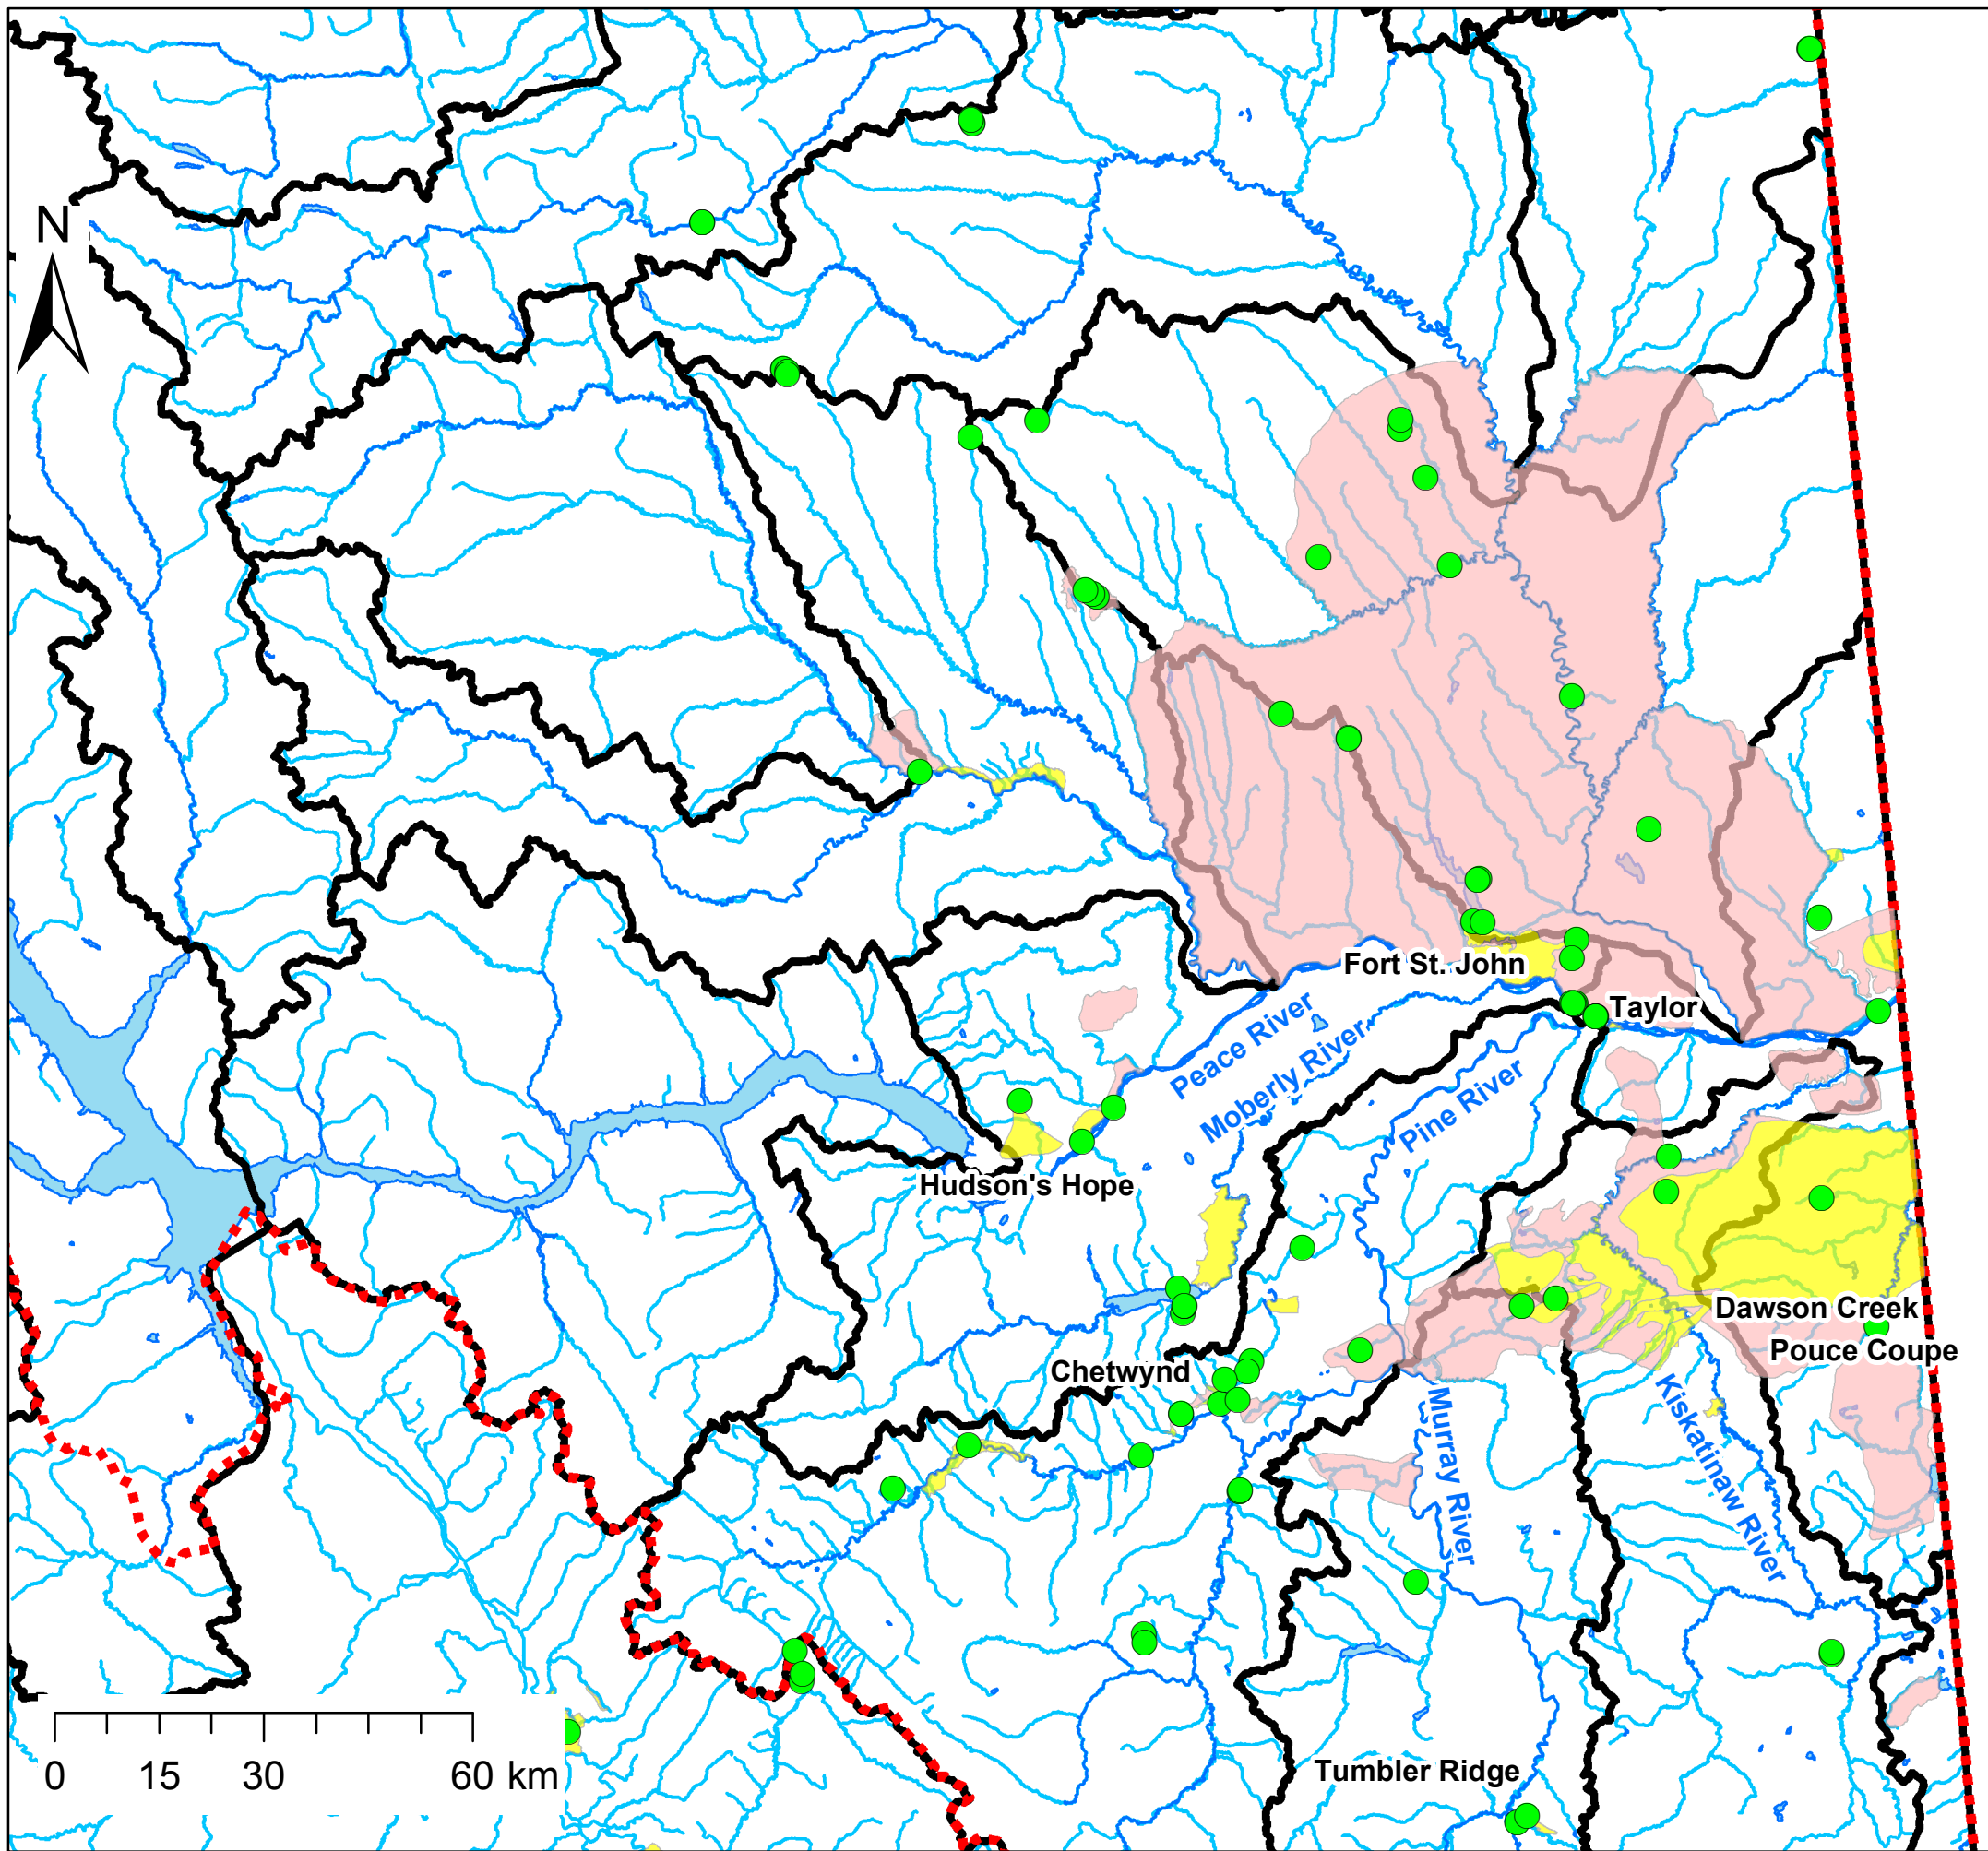 N
Fort St. John
Taylor
Peace River
Moberly River
Pine River
Hudson's Hope
Dawson Creek
Pouce Coupe
Chetwynd
Murray River
Kiskatinaw River
Tumbler Ridge
0 15 30 60 km